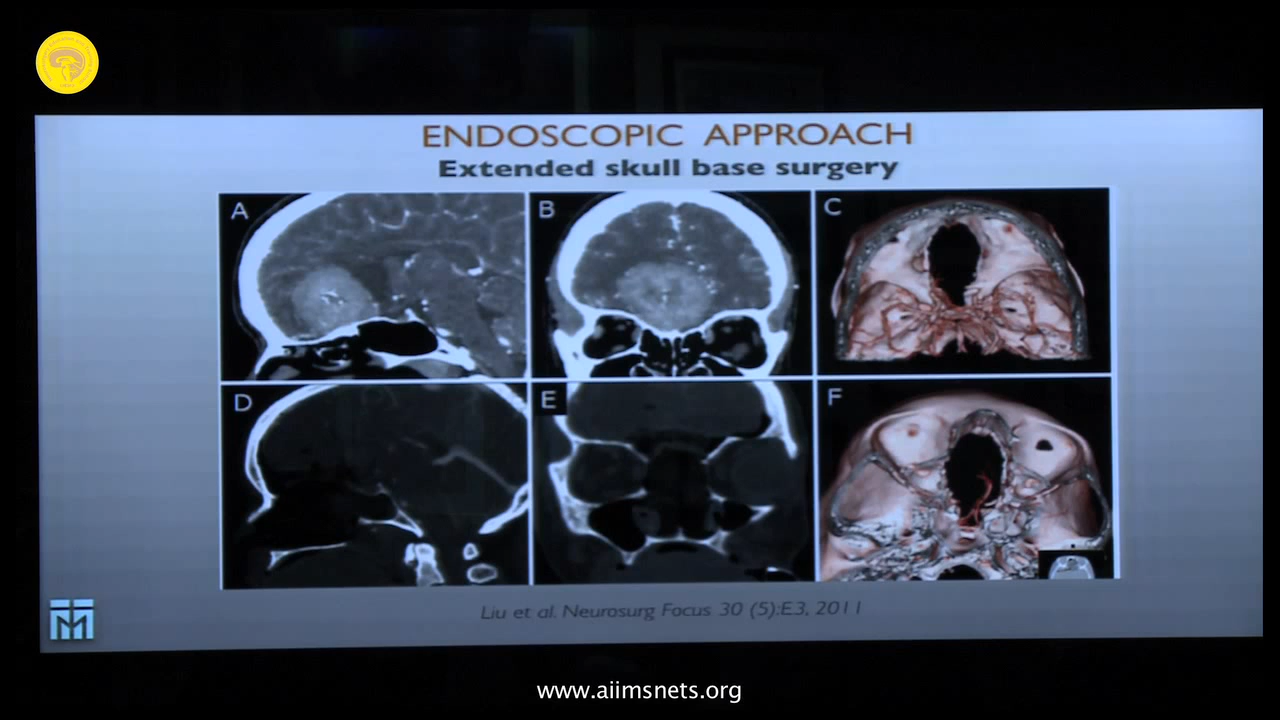 ENDOSCOPIC APPROACH
Extended skull base surgery
A
B
C
D
E
F
Liu et al. Neurosurg Focus 30 (5):E3, 2011
www.aiimsnets.org